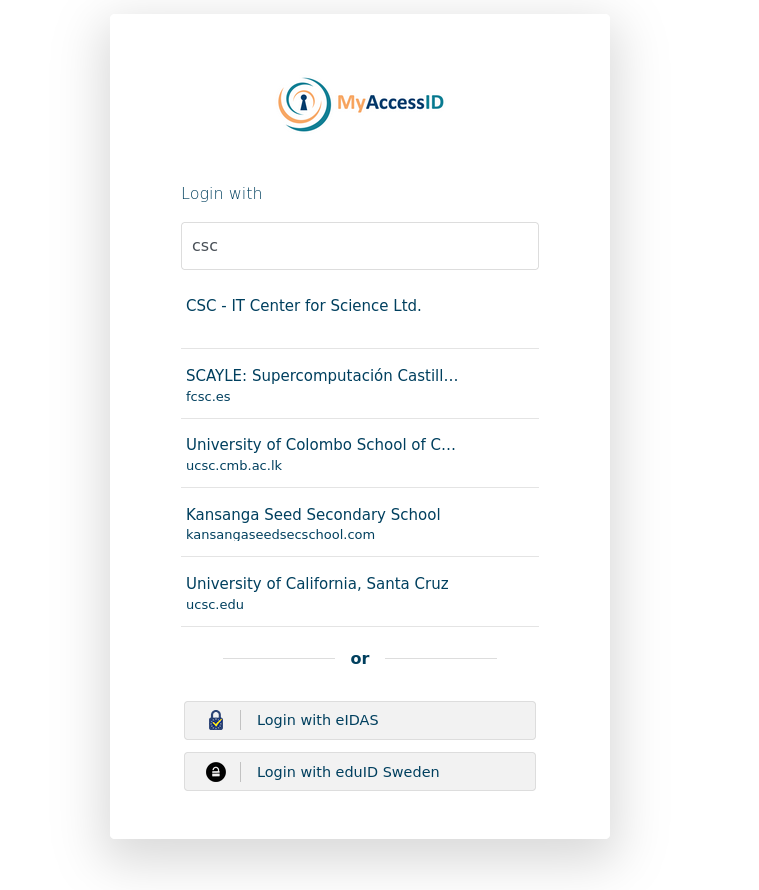 MyAccessID
Login with
csc
CSC - IT Center for Science Ltd.
SCAYLE: Supercomputación Castill...
fcsc.es
University of Colombo School of C...
ucsc.cmb.ac.lk
Kansanga Seed Secondary School
kansangaseedsecschool.com
University of California, Santa Cruz
ucsc.edu
or
Login with eIDAS
Login with eduID Sweden